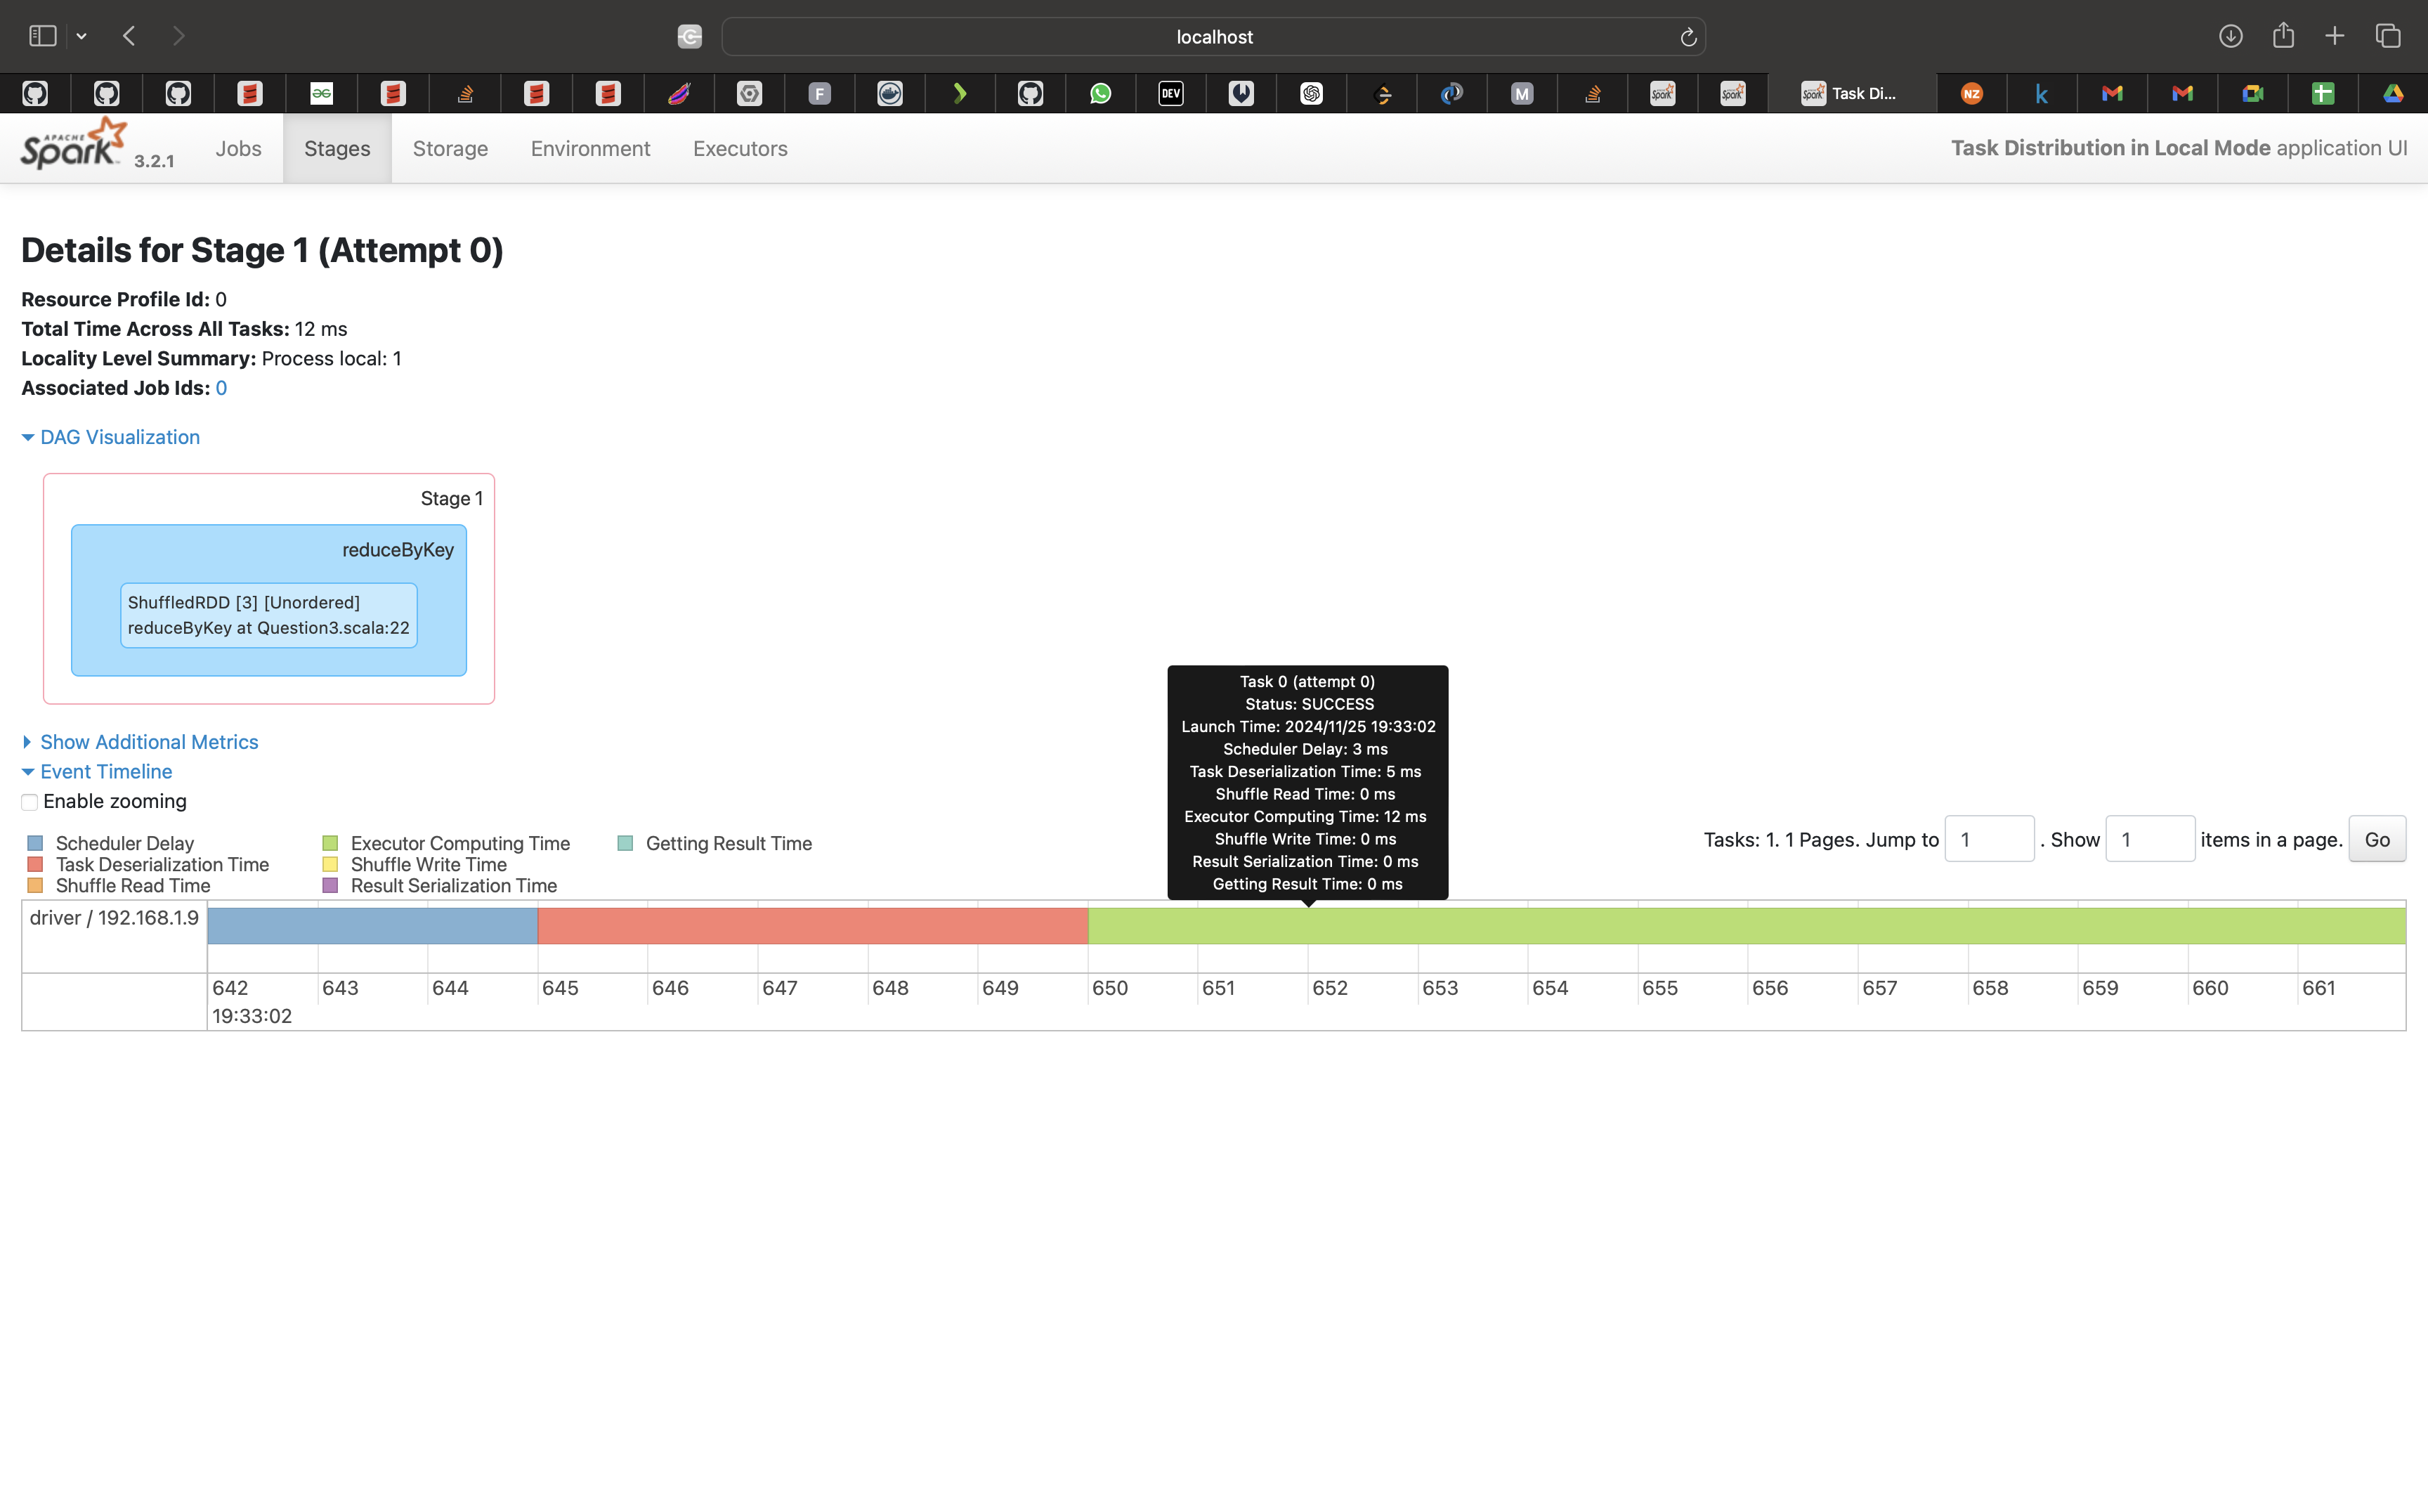 localhost
F
DEV
M
Spark
Spark
Spark Task Di...
NZ
k
APACHE
Spark 3.2.1
Jobs
Stages
Storage
Environment
Executors
Task Distribution in Local Mode application UI
Details for Stage 1 (Attempt 0)
Resource Profile Id: 0
Total Time Across All Tasks: 12 ms
Locality Level Summary: Process local: 1
Associated Job Ids: 0
DAG Visualization
Stage 1
reduceByKey
ShuffledRDD [3] [Unordered]
reduceByKey at Question3.scala:22
Show Additional Metrics
Event Timeline
Enable zooming
Task 0 (attempt 0)
Status: SUCCESS
Launch Time: 2024/11/25 19:33:02
Scheduler Delay: 3 ms
Task Deserialization Time: 5 ms
Shuffle Read Time: 0 ms
Executor Computing Time: 12 ms
Shuffle Write Time: 0 ms
Result Serialization Time: 0 ms
Getting Result Time: 0 ms
Scheduler Delay
Task Deserialization Time
Shuffle Read Time
Executor Computing Time
Shuffle Write Time
Result Serialization Time
Getting Result Time
Tasks: 1. 1 Pages. Jump to 1 . Show 1 items in a page. Go
driver / 192.168.1.9
642 643 644 645 646 647 648 649 650 651 652 653 654 655 656 657 658 659 660 661
19:33:02